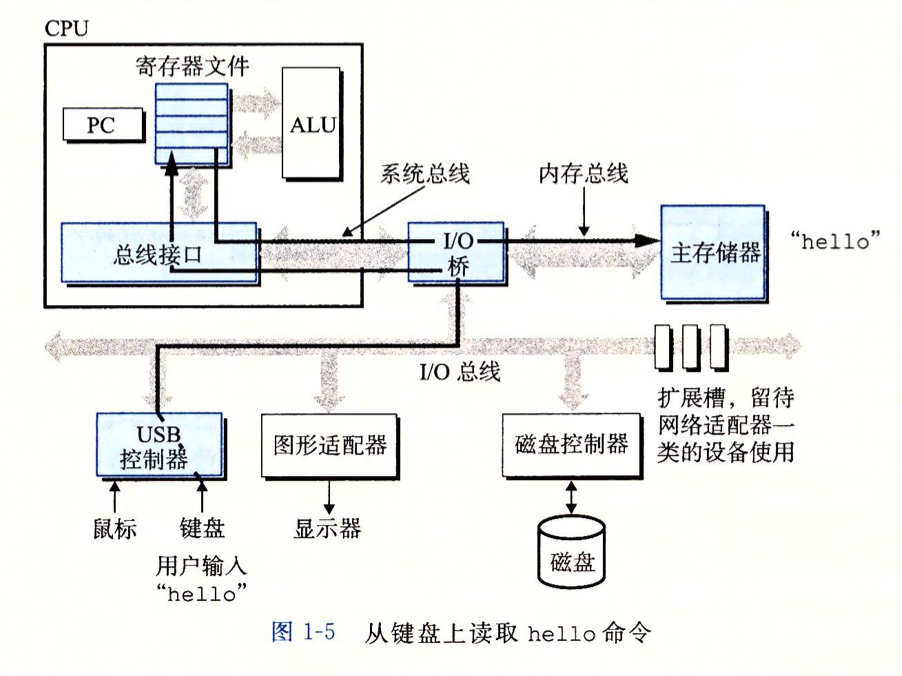 CPU
寄存器文件
PC
ALU
系统总线
内存总线
总线接口
I/O
桥
主存储器
“hello”
I/O 总线
扩展槽，留待
网络适配器一
类的设备使用
USB
控制器
图形适配器
磁盘控制器
鼠标
键盘
显示器
磁盘
用户输入
“hello”
图 1-5 从键盘上读取 hello 命令